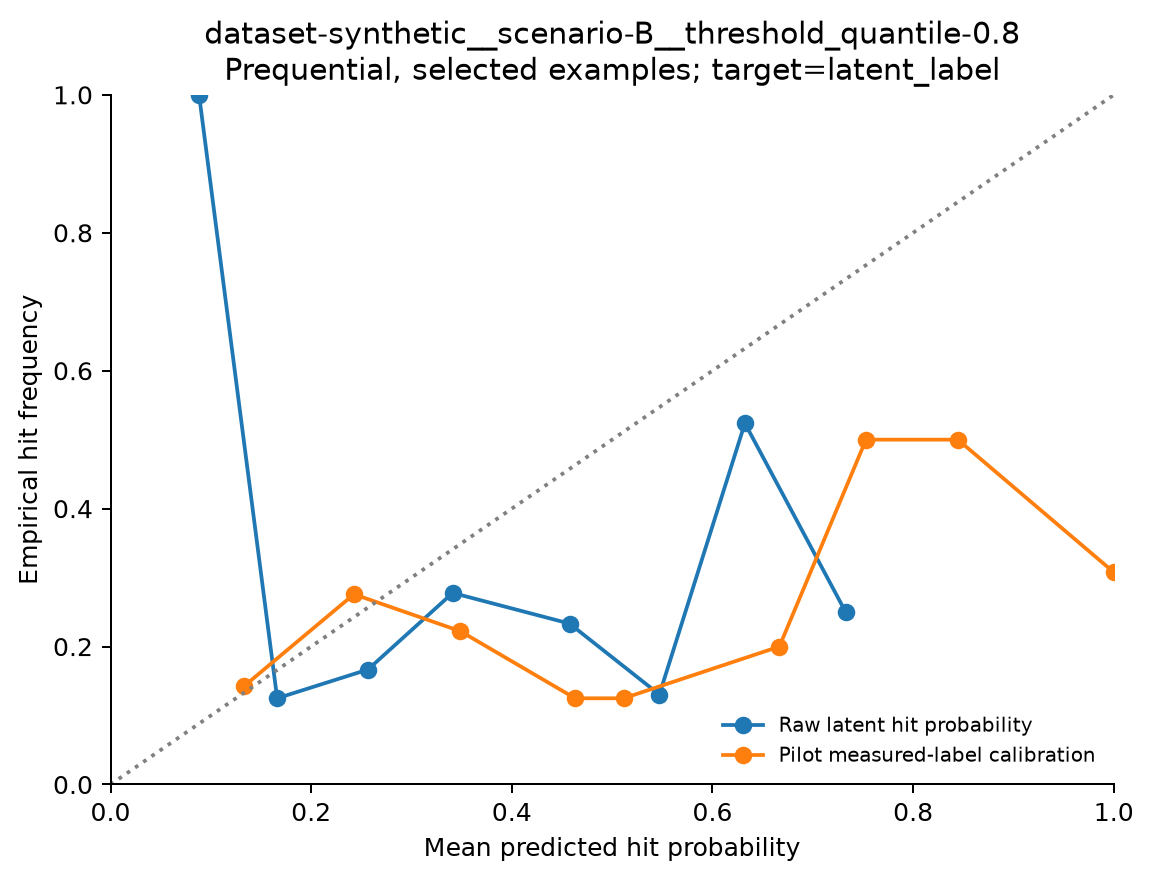 dataset-synthetic__scenario-B__threshold_quantile-0.8
Prequential, selected examples; target=latent_label
1.0
0.8
0.6
0.4
0.2
0.0
Empirical hit frequency
Raw latent hit probability
Pilot measured-label calibration
0.0 0.2 0.4 0.6 0.8 1.0
Mean predicted hit probability